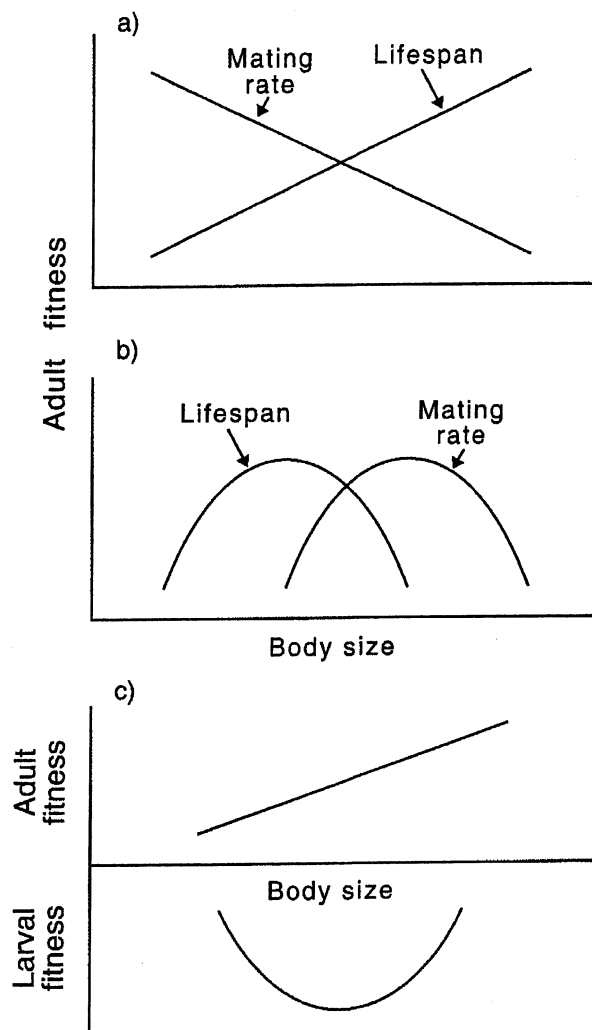 a)
Mating
rate
Lifespan
Adult fitness
b)
Lifespan
Mating
rate
Body size
c)
Adult
fitness
Body size
Larval
fitness